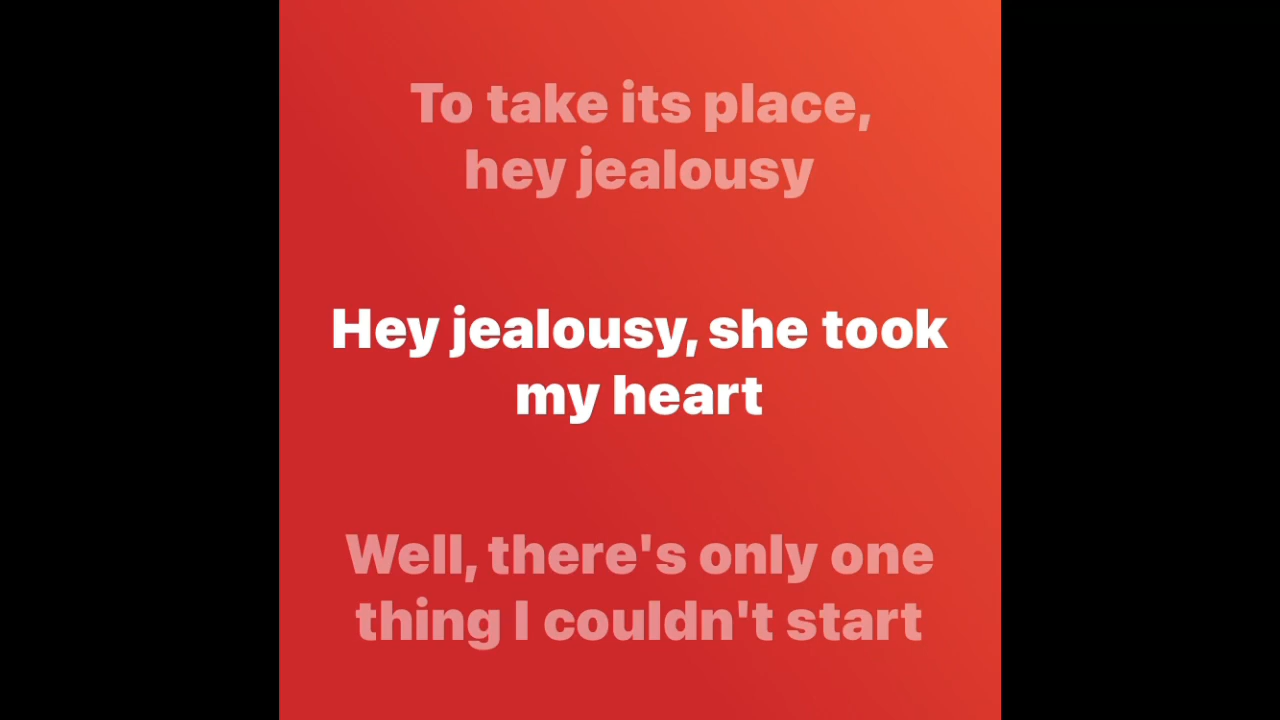 To take its place,
hey jealousy
Hey jealousy, she took
my heart
Well, there's only one
thing I couldn't start